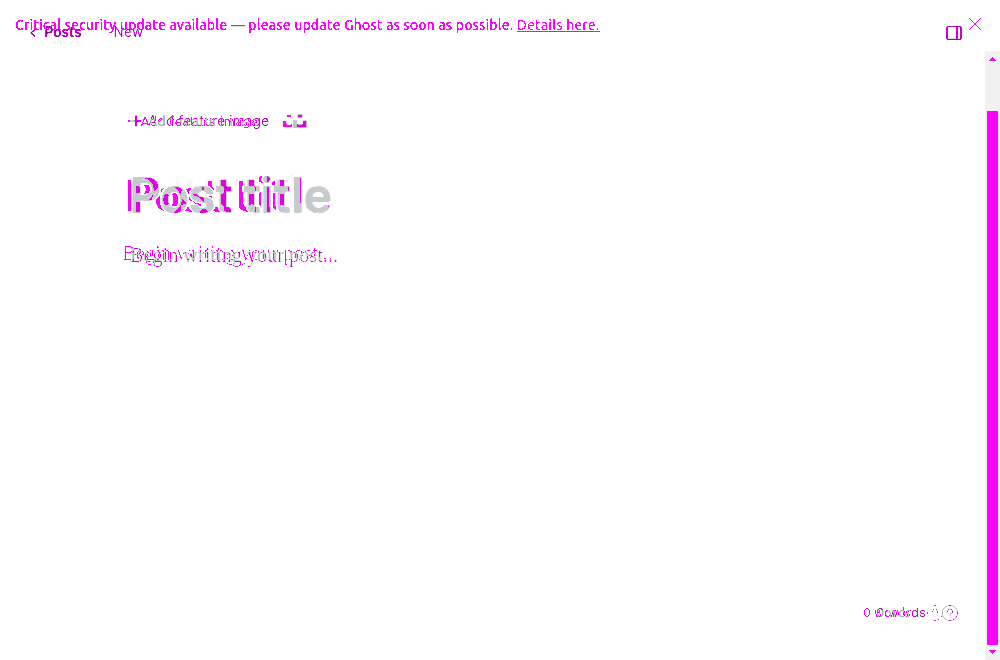 Critical security update available — please update Ghost as soon as possible. Details here.
Posts New
Add feature image
Post title
Begin writing your post...
0 words